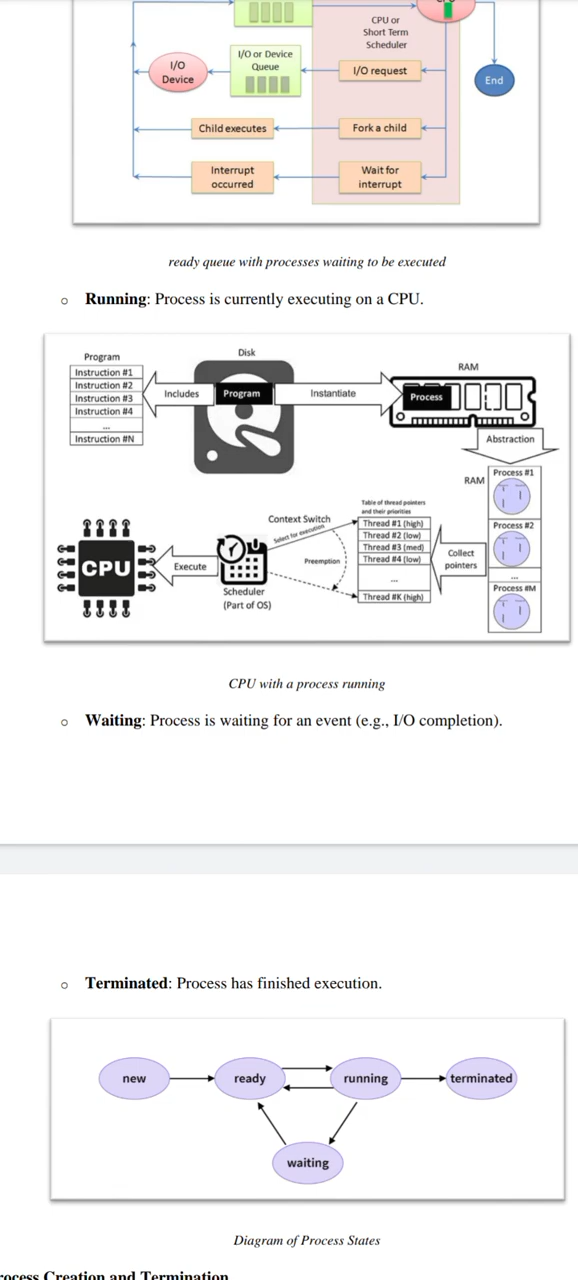 CPU or
Short Term
Scheduler
I/O or Device
Queue
I/O
Device
I/O request
End
Child executes
Fork a child
Interrupt
occurred
Wait for
interrupt
ready queue with processes waiting to be executed
o Running: Process is currently executing on a CPU.
Program
Disk
RAM
Instruction #1
Instruction #2
Instruction #3
Instruction #4
...
Instruction #N
Includes
Program
Instantiate
Process
Abstraction
RAM
Process #1
Process #2
...
Process #M
Table of thread pointers
and their priorities
Thread #1 (high)
Thread #2 (low)
Thread #3 (med)
Thread #4 (low)
...
Thread #K (high)
Collect
pointers
Context Switch
Select for execution
Preemption
CPU
Execute
Scheduler
(Part of OS)
CPU with a process running
o Waiting: Process is waiting for an event (e.g., I/O completion).
o Terminated: Process has finished execution.
new
ready
running
terminated
waiting
Diagram of Process States
rocess Creation and Termination